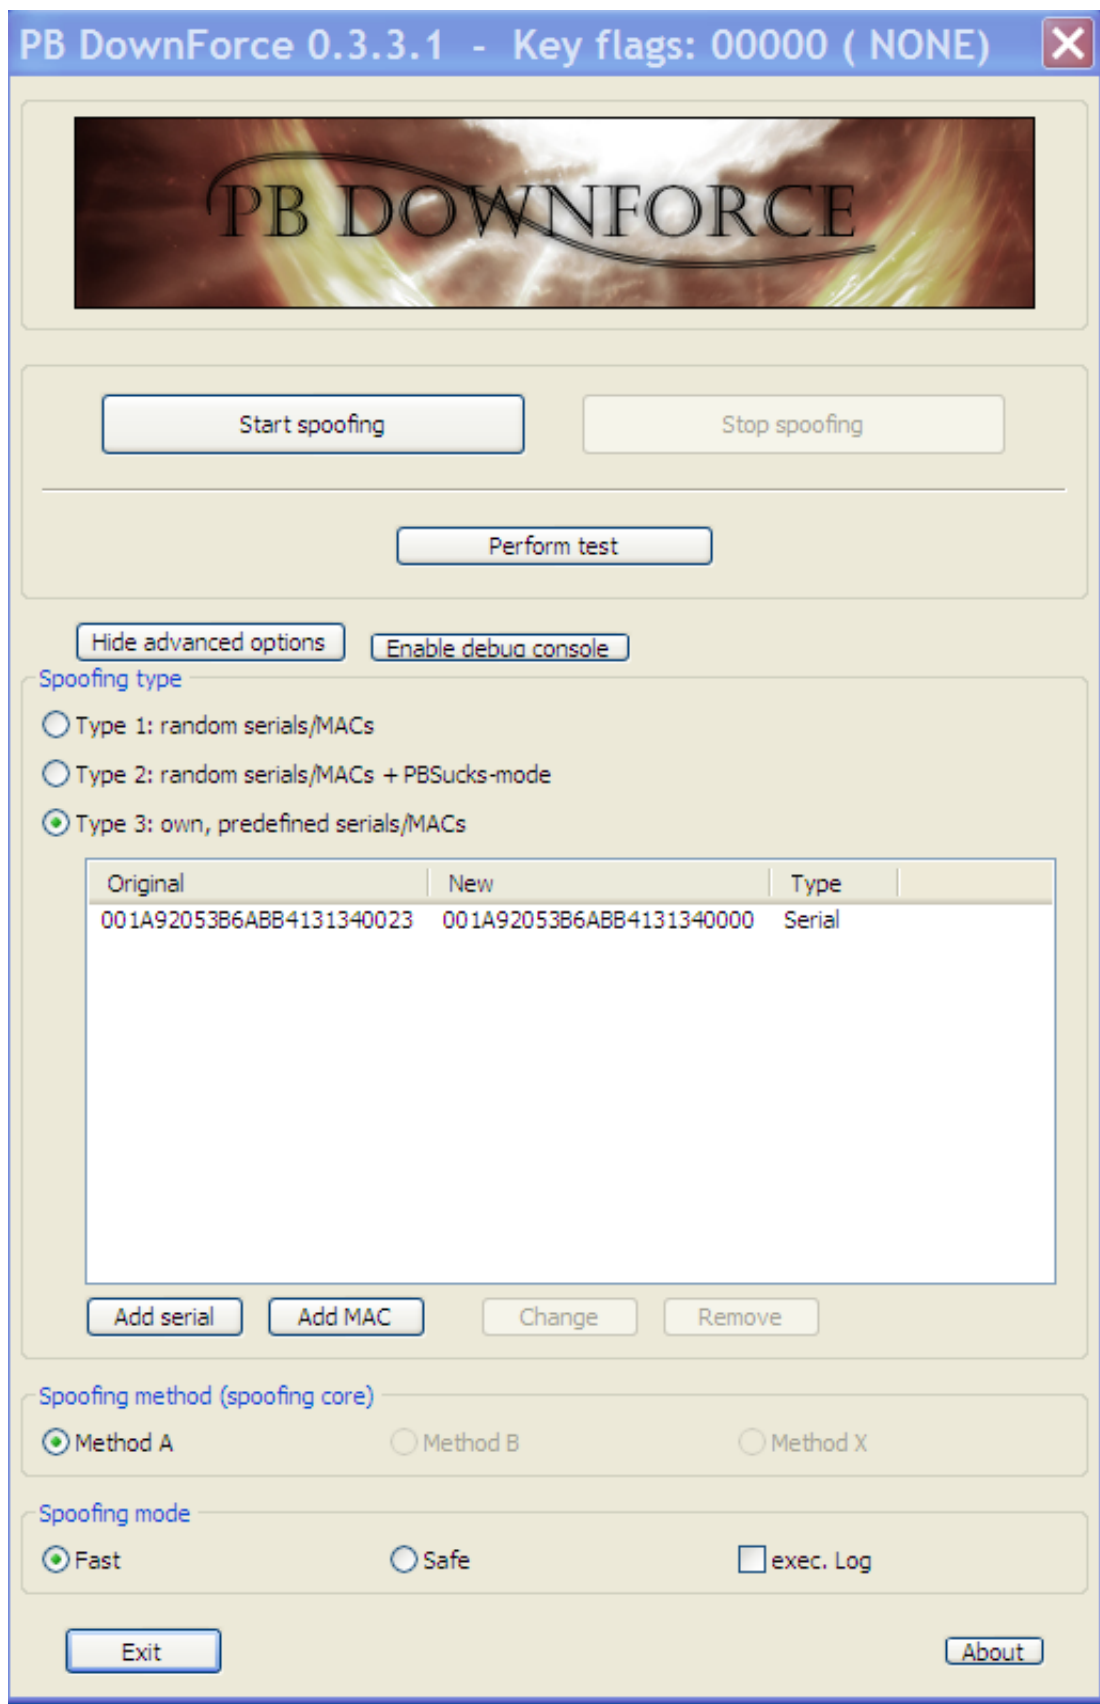 PB DownForce 0.3.3.1 - Key flags: 00000 ( NONE)
PB DOWNFORCE
Start spoofing Stop spoofing
Perform test
Hide advanced options Enable debug console
Spoofing type
Type 1: random serials/MACs
Type 2: random serials/MACs + PBSucks-mode
Type 3: own, predefined serials/MACs
Original New Type
001A92053B6ABB4131340023 001A92053B6ABB4131340000 Serial
Add serial Add MAC Change Remove
Spoofing method (spoofing core)
Method A Method B Method X
Spoofing mode
Fast Safe exec. Log
Exit About